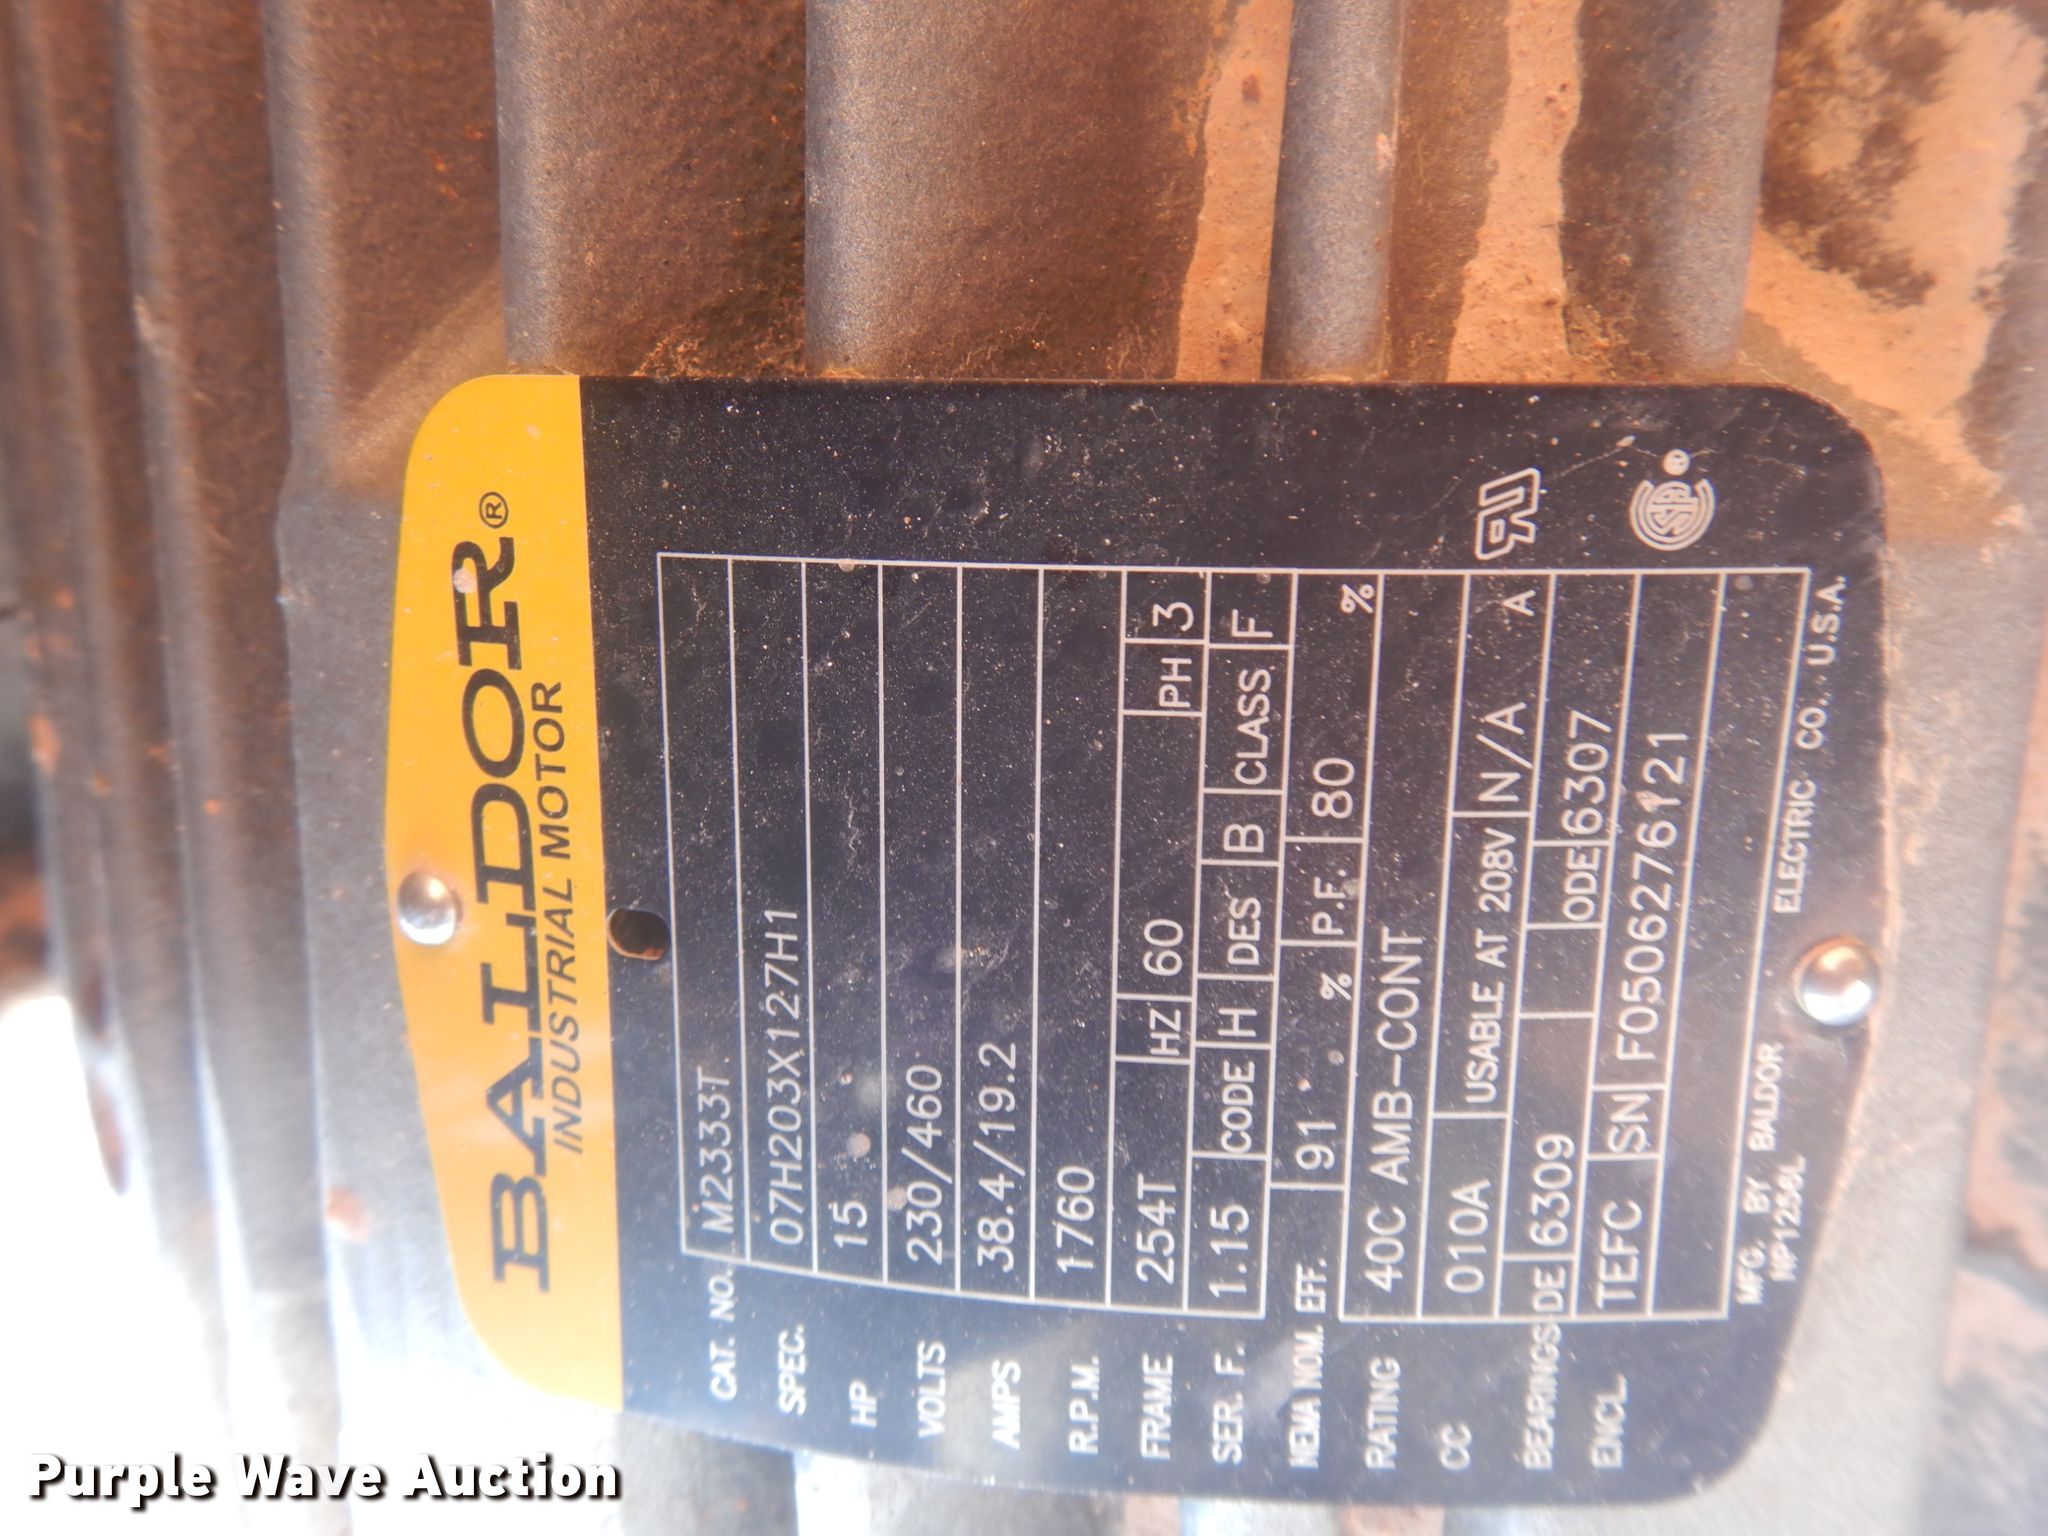 BALDOR®
INDUSTRIAL MOTOR
CAT. NO. M2333T
SPEC. 07H203X127H1
HP 15
VOLTS 230/460
AMPS 38.4/19.2
R.P.M. 1760
FRAME 254T HZ 60 PH 3
SER. F. 1.15 CODE H DES B CLASS F
NEMA NOM. EFF. 91 % P.F. 80 %
RATING 40C AMB-CONT
CC 010A USABLE AT 208V N/A A
BEARINGS DE 6309 ODE 6307
ENCL. TEFC SN F0506276121
MFG. BY BALDOR ELECTRIC CO. U.S.A.
NP1256L
Purple Wave Auction